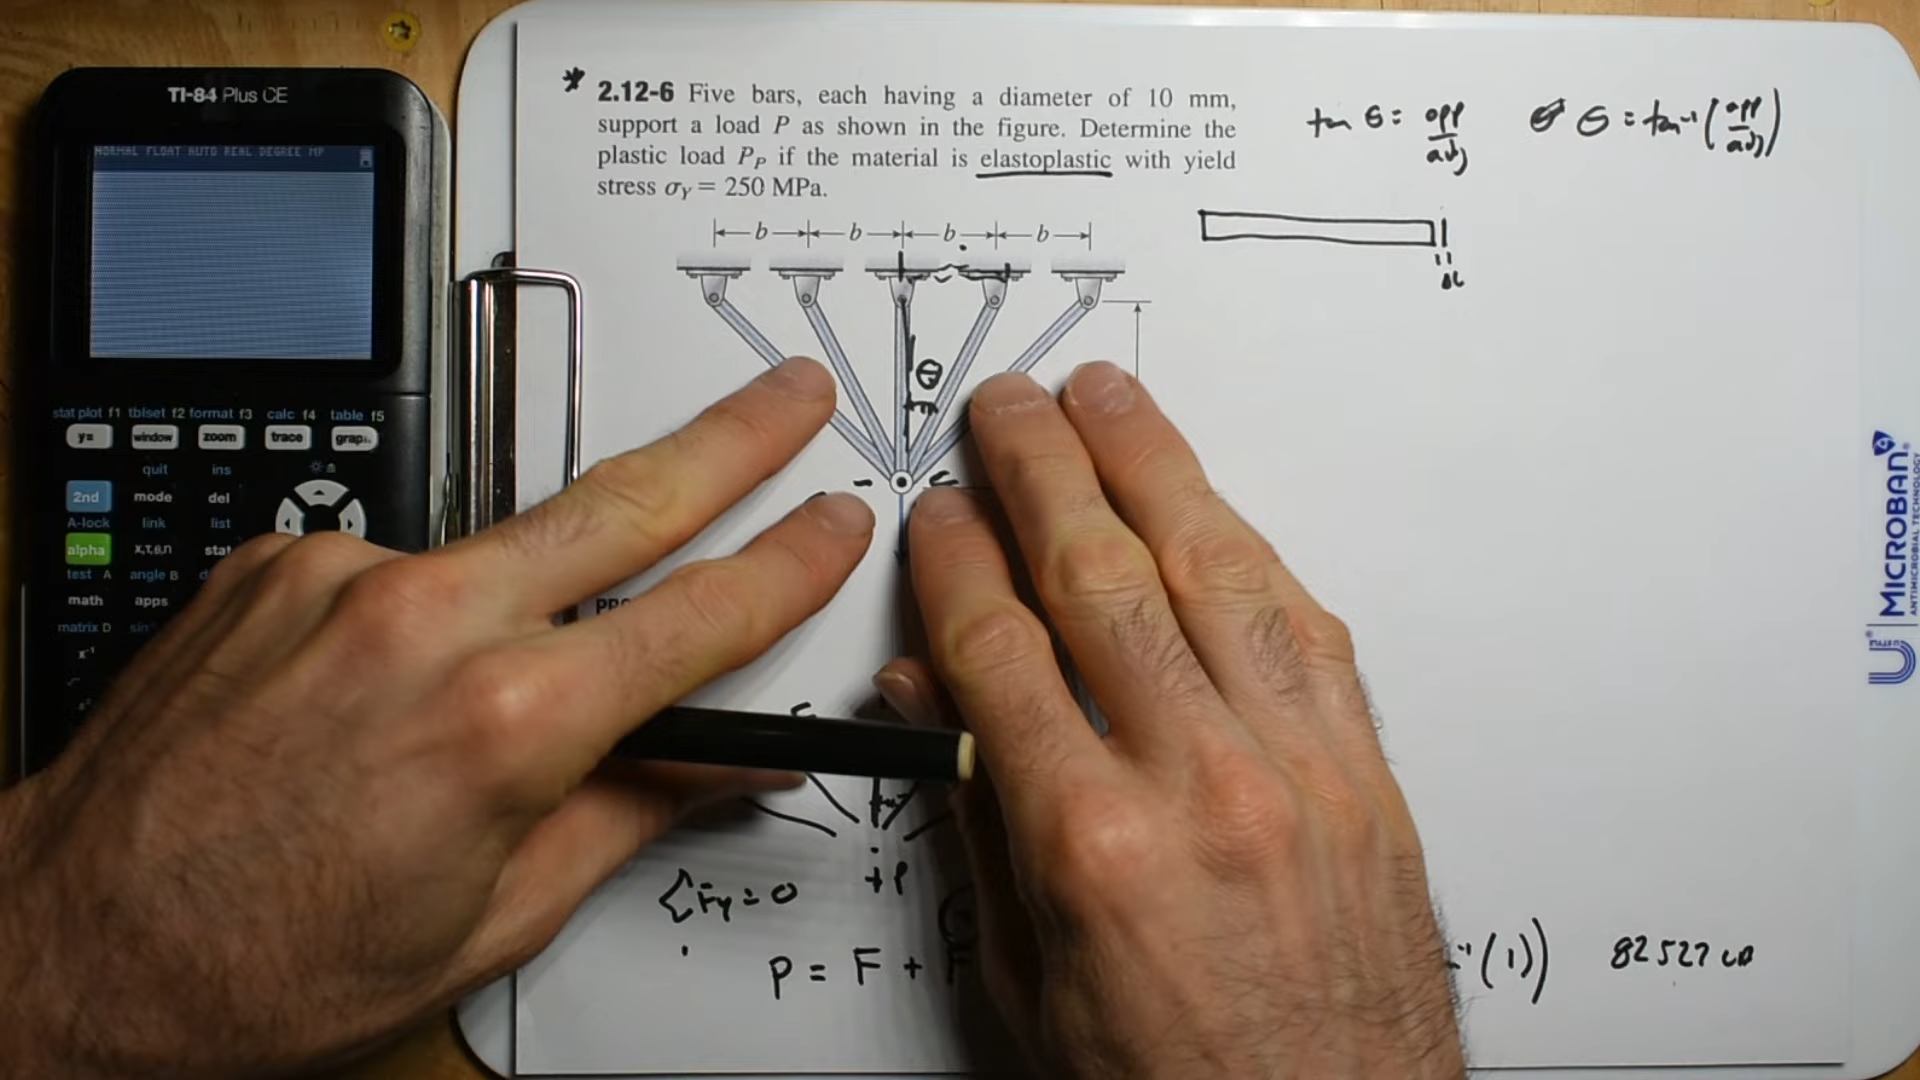 TI-84 Plus CE
NORMAL FLOAT AUTO REAL DEGREE MP
stat plot f1 tblset f2 format f3 calc f4 table f5
y= window zoom trace
quit ins
2nd mode del
A-lock link list
alpha X,T,θ,n stat
test A angle B
math apps
matrix D
x⁻¹
* 2.12-6 Five bars, each having a diameter of 10 mm,
support a load P as shown in the figure. Determine the
plastic load P_P if the material is elastoplastic with yield
stress σ_Y = 250 MPa.
b b b b
θ
tan θ = opp/adj θ = tan⁻¹(opp/adj)
ΣFy = 0
+P
P = F +
(1)) 82527
MICROBAN
ANTIMICROBIAL TECHNOLOGY